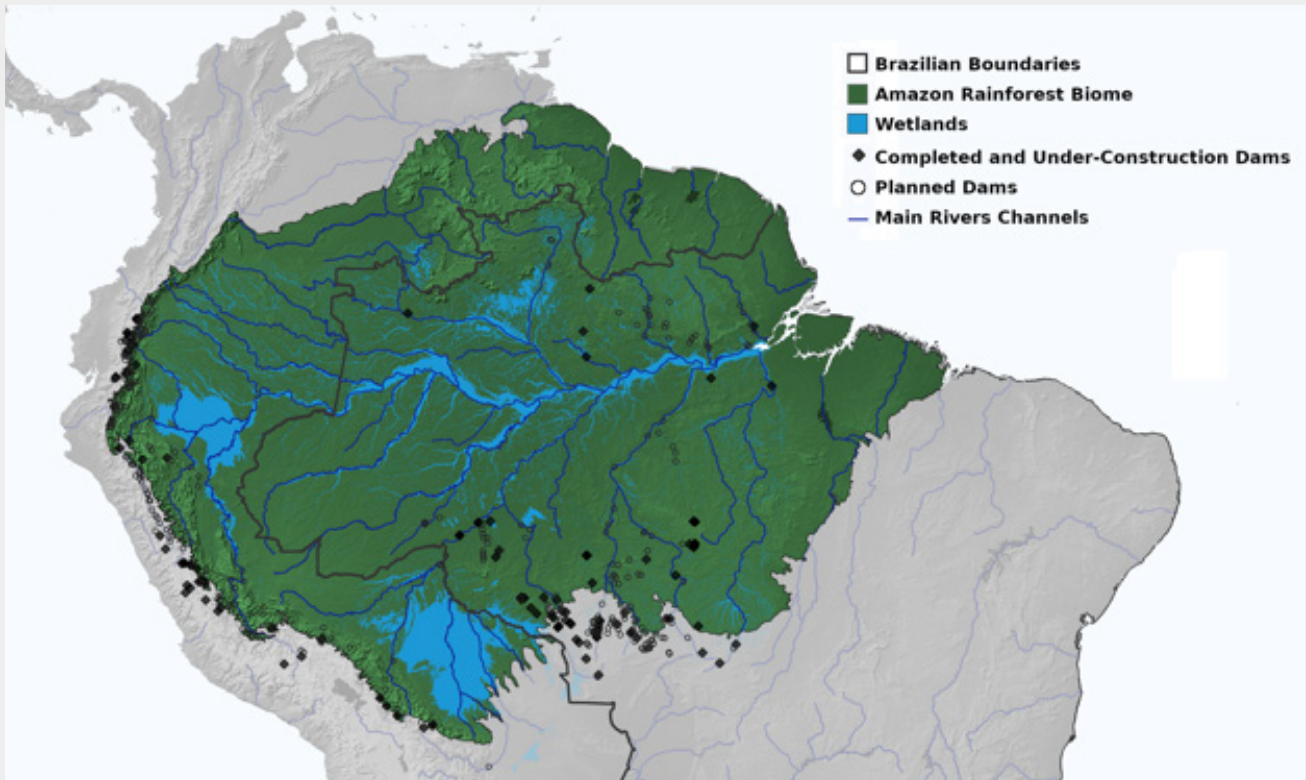 Brazilian Boundaries
Amazon Rainforest Biome
Wetlands
Completed and Under-Construction Dams
Planned Dams
Main Rivers Channels